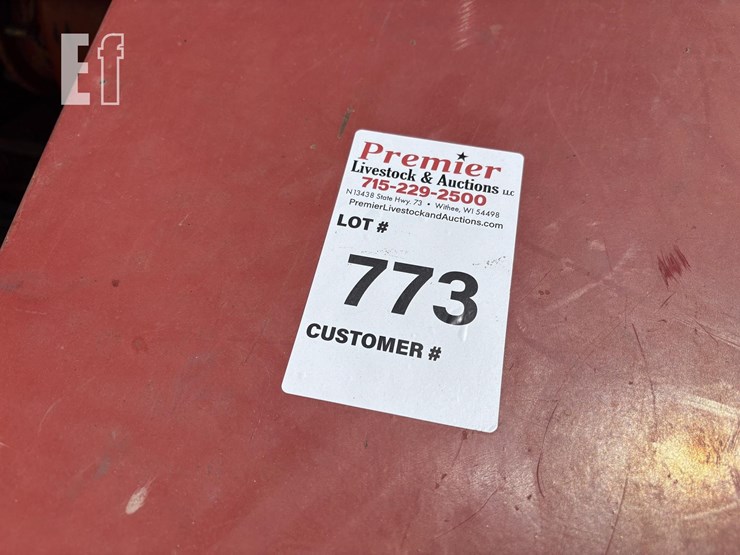 Ef
Premier
Livestock & Auctions LLC
715-229-2500
N13438 State Hwy. 73 • Withee, WI 54498
PremierLivestockandAuctions.com
LOT #
773
CUSTOMER #